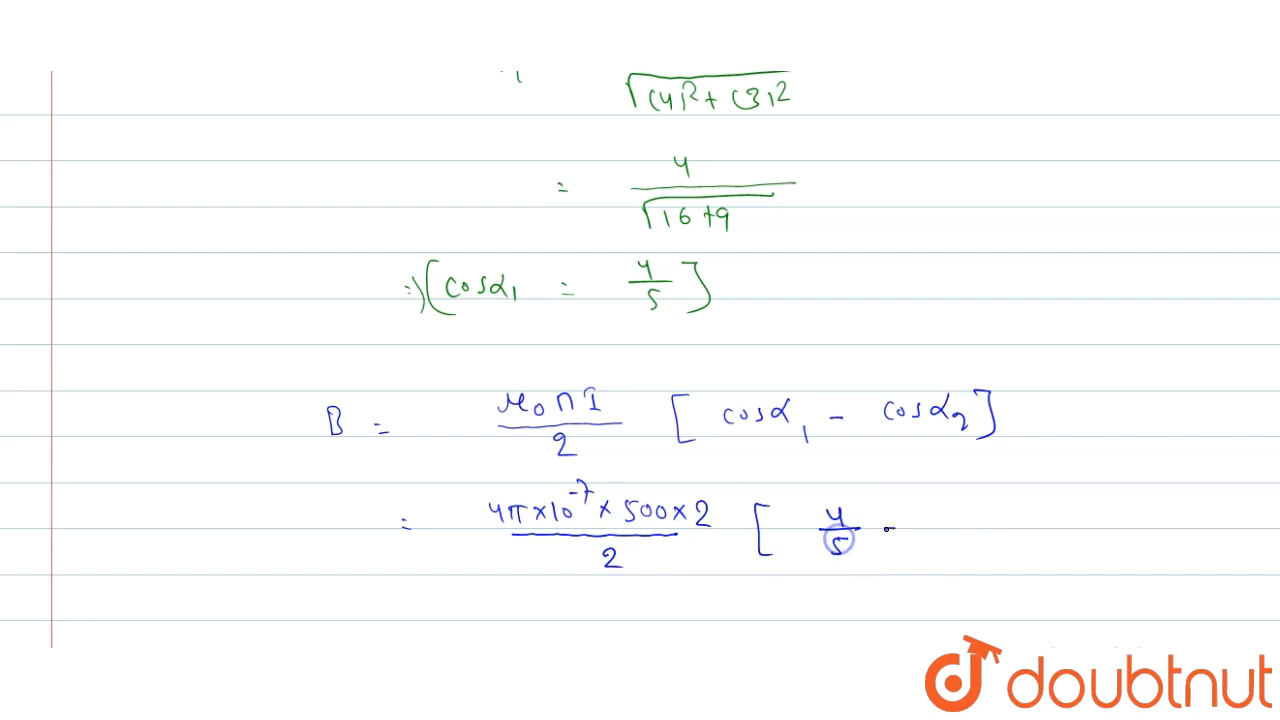 √(4)² + (3)²
= 4/√16+9
⇒ [cosα₁ = 4/5]
B = μ₀nI/2 [cosα₁ − cosα₂]
= 4π×10⁻⁷×500×2/2 [4/5 -
doubtnut